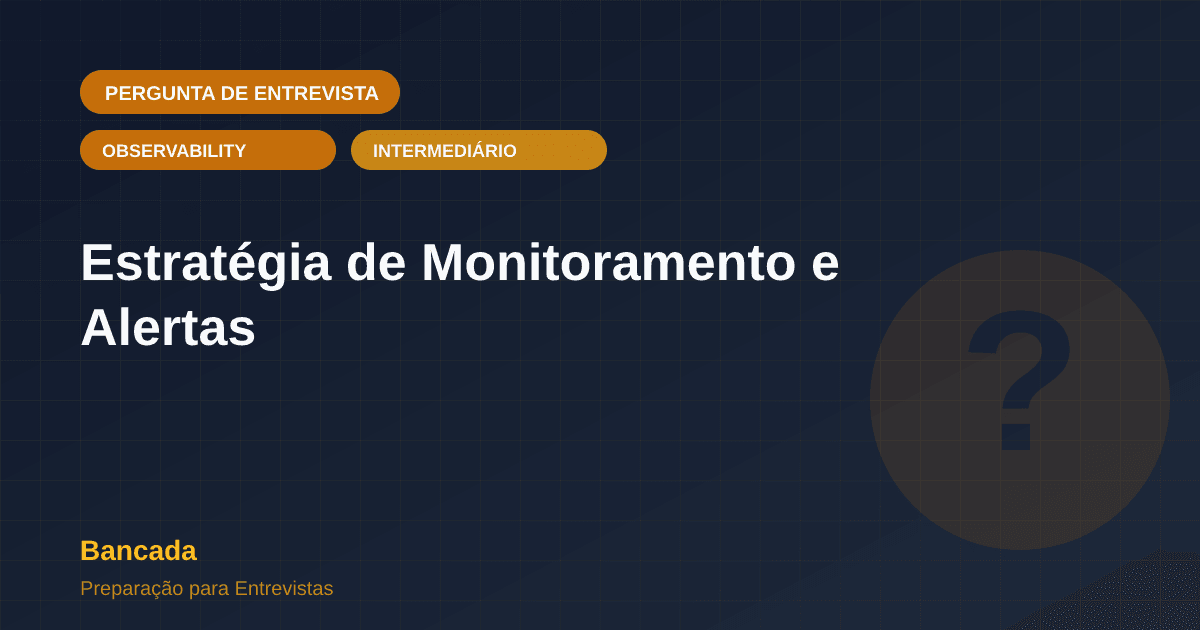 PERGUNTA DE ENTREVISTA
OBSERVABILITY
INTERMEDIÁRIO
Estratégia de Monitoramento e
Alertas
?
Bancada
Preparação para Entrevistas